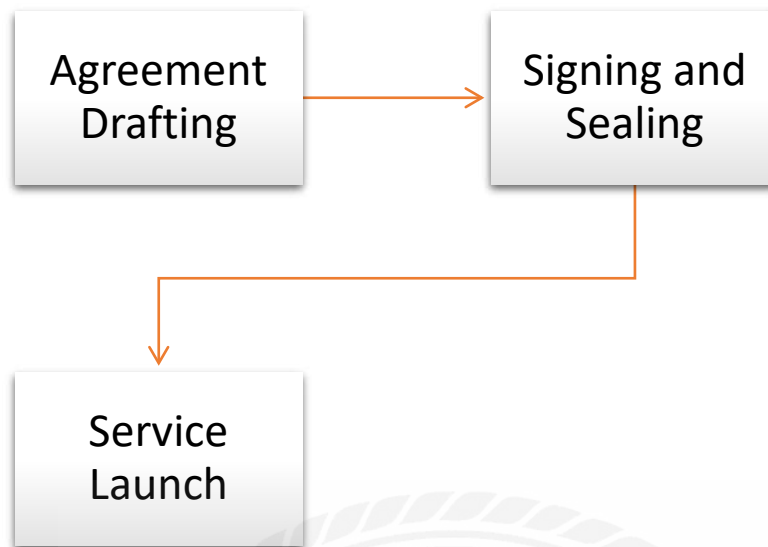 Agreement
Drafting
Signing and
Sealing
Service
Launch